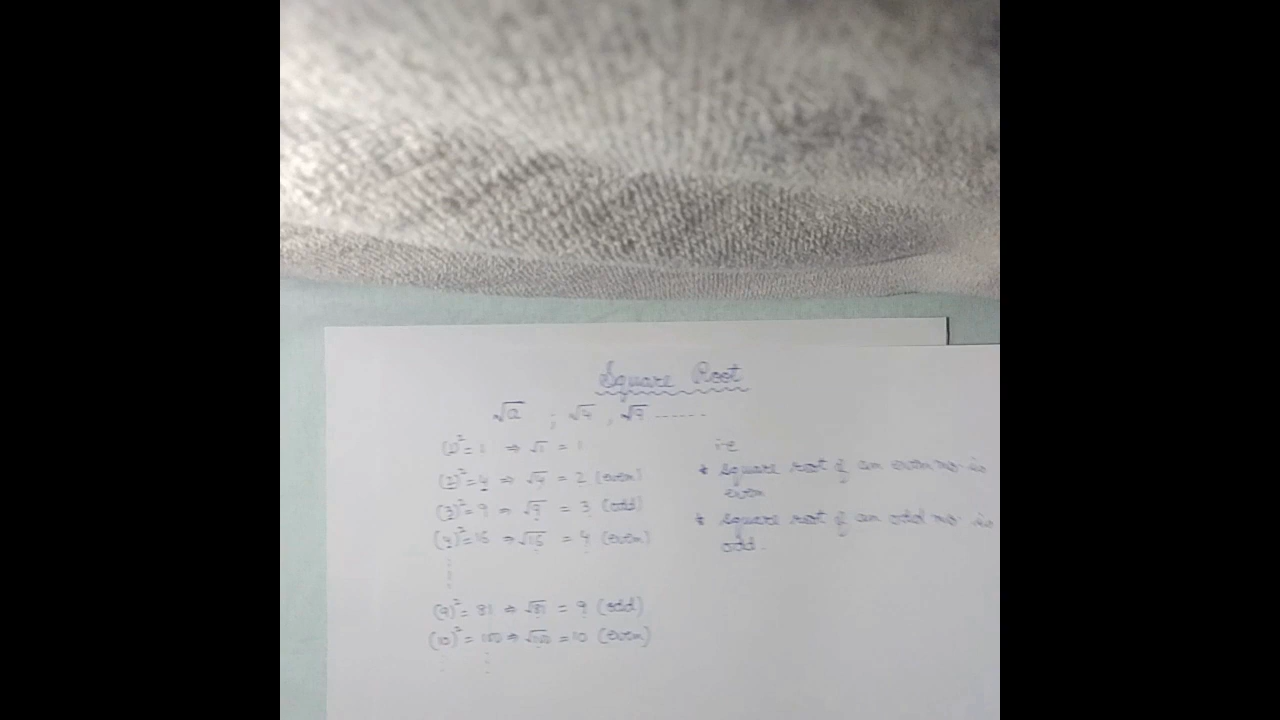 Square Root
√a ; √4 , √9 ------
(1)² = 1 ⇒ √1 = 1
(2)² = 4 ⇒ √4 = 2 (even)
(3)² = 9 ⇒ √9 = 3 (odd)
(4)² = 16 ⇒ √16 = 4 (even)
(9)² = 81 ⇒ √81 = 9 (odd)
(10)² = 100 ⇒ √100 = 10 (even)
i.e
* Square root of an even no is
even
* Square root of an odd no is
odd.